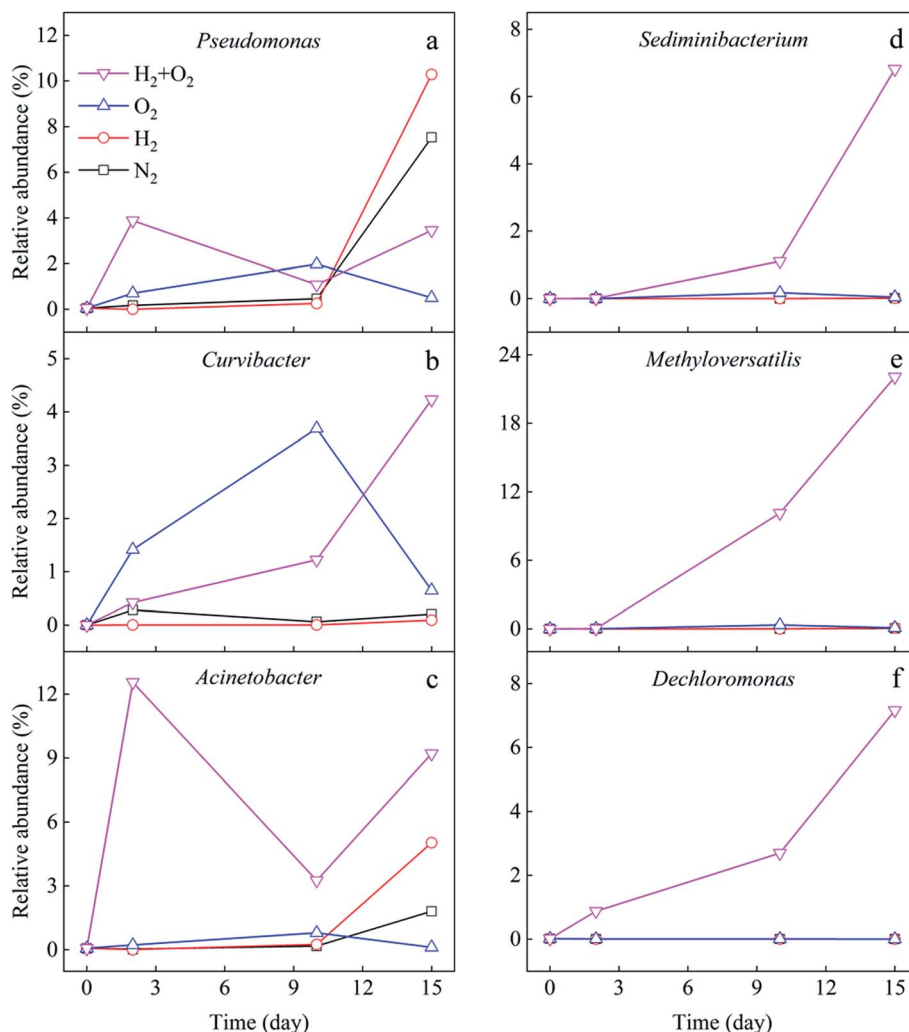 Pseudomonas
a
H₂+O₂
O₂
H₂
N₂
12
10
8
6
4
2
0
Relative abundance (%)
Curvibacter
b
5
4
3
2
1
0
Relative abundance (%)
Acinetobacter
c
12
9
6
3
0
Relative abundance (%)
0 3 6 9 12 15
Time (day)
Sediminibacterium
d
8
6
4
2
0
Methyloversatilis
e
24
18
12
6
0
Dechloromonas
f
8
6
4
2
0
0 3 6 9 12 15
Time (day)